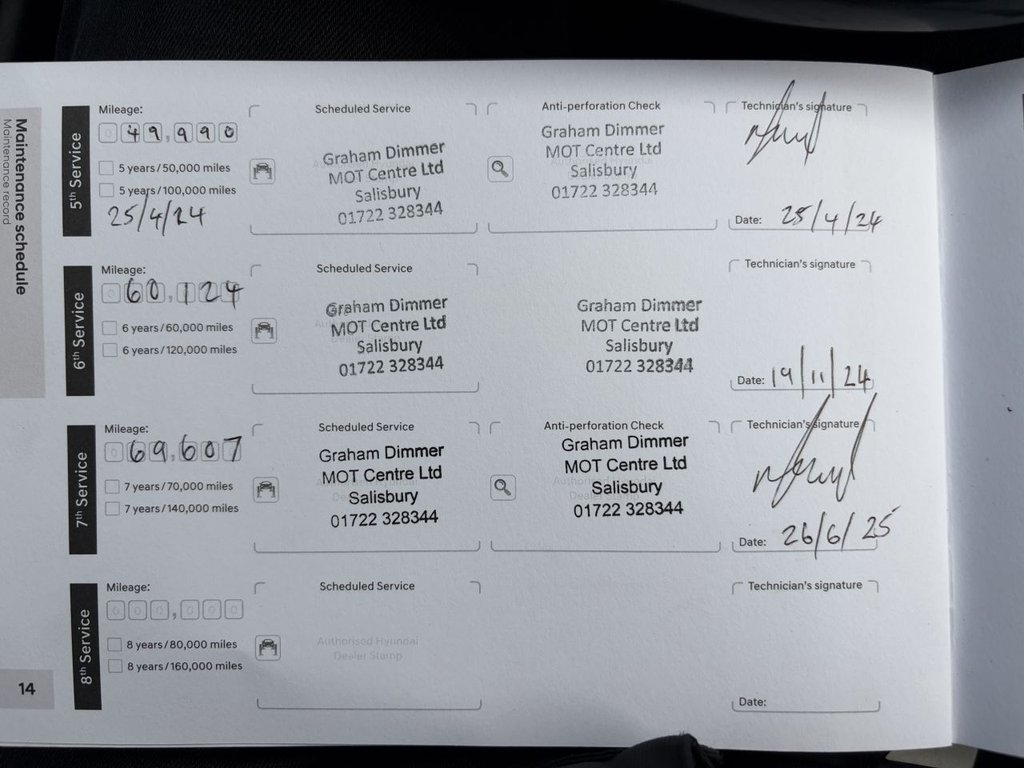 Maintenance schedule
Maintenance record
14
5th Service
Mileage:
49,990
5 years/50,000 miles
5 years/100,000 miles
25/4/24
Scheduled Service
Graham Dimmer
MOT Centre Ltd
Salisbury
01722 328344
Anti-perforation Check
Graham Dimmer
MOT Centre Ltd
Salisbury
01722 328344
Technician's signature
Date: 25/4/24
6th Service
Mileage:
60,124
6 years/60,000 miles
6 years/120,000 miles
Scheduled Service
Graham Dimmer
MOT Centre Ltd
Salisbury
01722 328344
Graham Dimmer
MOT Centre Ltd
Salisbury
01722 328344
Technician's signature
Date: 19/11/24
7th Service
Mileage:
69,607
7 years/70,000 miles
7 years/140,000 miles
Scheduled Service
Graham Dimmer
MOT Centre Ltd
Salisbury
01722 328344
Anti-perforation Check
Graham Dimmer
MOT Centre Ltd
Salisbury
01722 328344
Technician's signature
Date: 26/6/25
8th Service
Mileage:
000,000
8 years/80,000 miles
8 years/160,000 miles
Scheduled Service
Authorised Hyundai
Dealer Stamp
Technician's signature
Date: